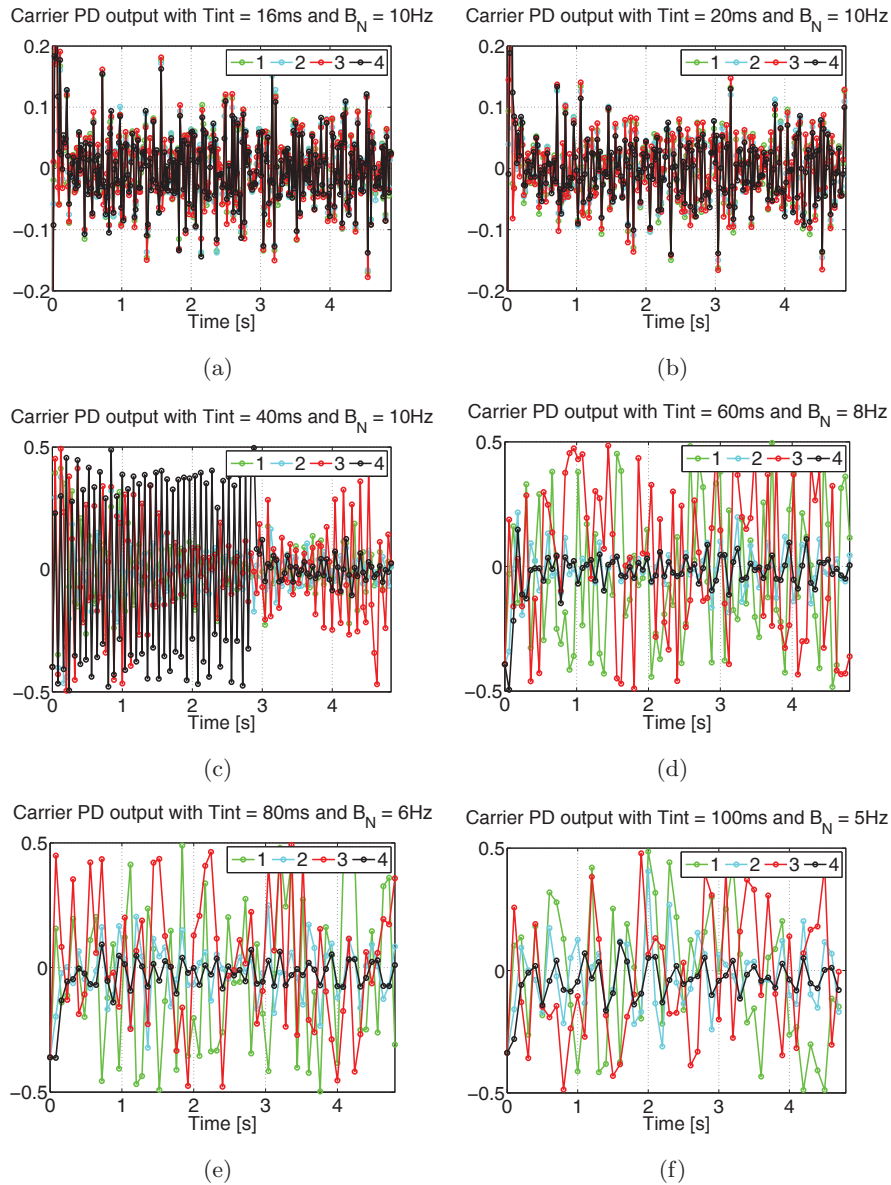 Carrier PD output with Tint = 16ms and B_N = 10Hz
1 2 3 4
0.2
0.1
0
−0.1
−0.2
0 1 2 3 4
Time [s]
(a)
Carrier PD output with Tint = 20ms and B_N = 10Hz
1 2 3 4
0.2
0.1
0
−0.1
−0.2
0 1 2 3 4
Time [s]
(b)
Carrier PD output with Tint = 40ms and B_N = 10Hz
1 2 3 4
0.5
0
−0.5
0 1 2 3 4
Time [s]
(c)
Carrier PD output with Tint = 60ms and B_N = 8Hz
1 2 3 4
0.5
0
−0.5
0 1 2 3 4
Time [s]
(d)
Carrier PD output with Tint = 80ms and B_N = 6Hz
1 2 3 4
0.5
0
−0.5
0 1 2 3 4
Time [s]
(e)
Carrier PD output with Tint = 100ms and B_N = 5Hz
1 2 3 4
0.5
0
−0.5
0 1 2 3 4
Time [s]
(f)